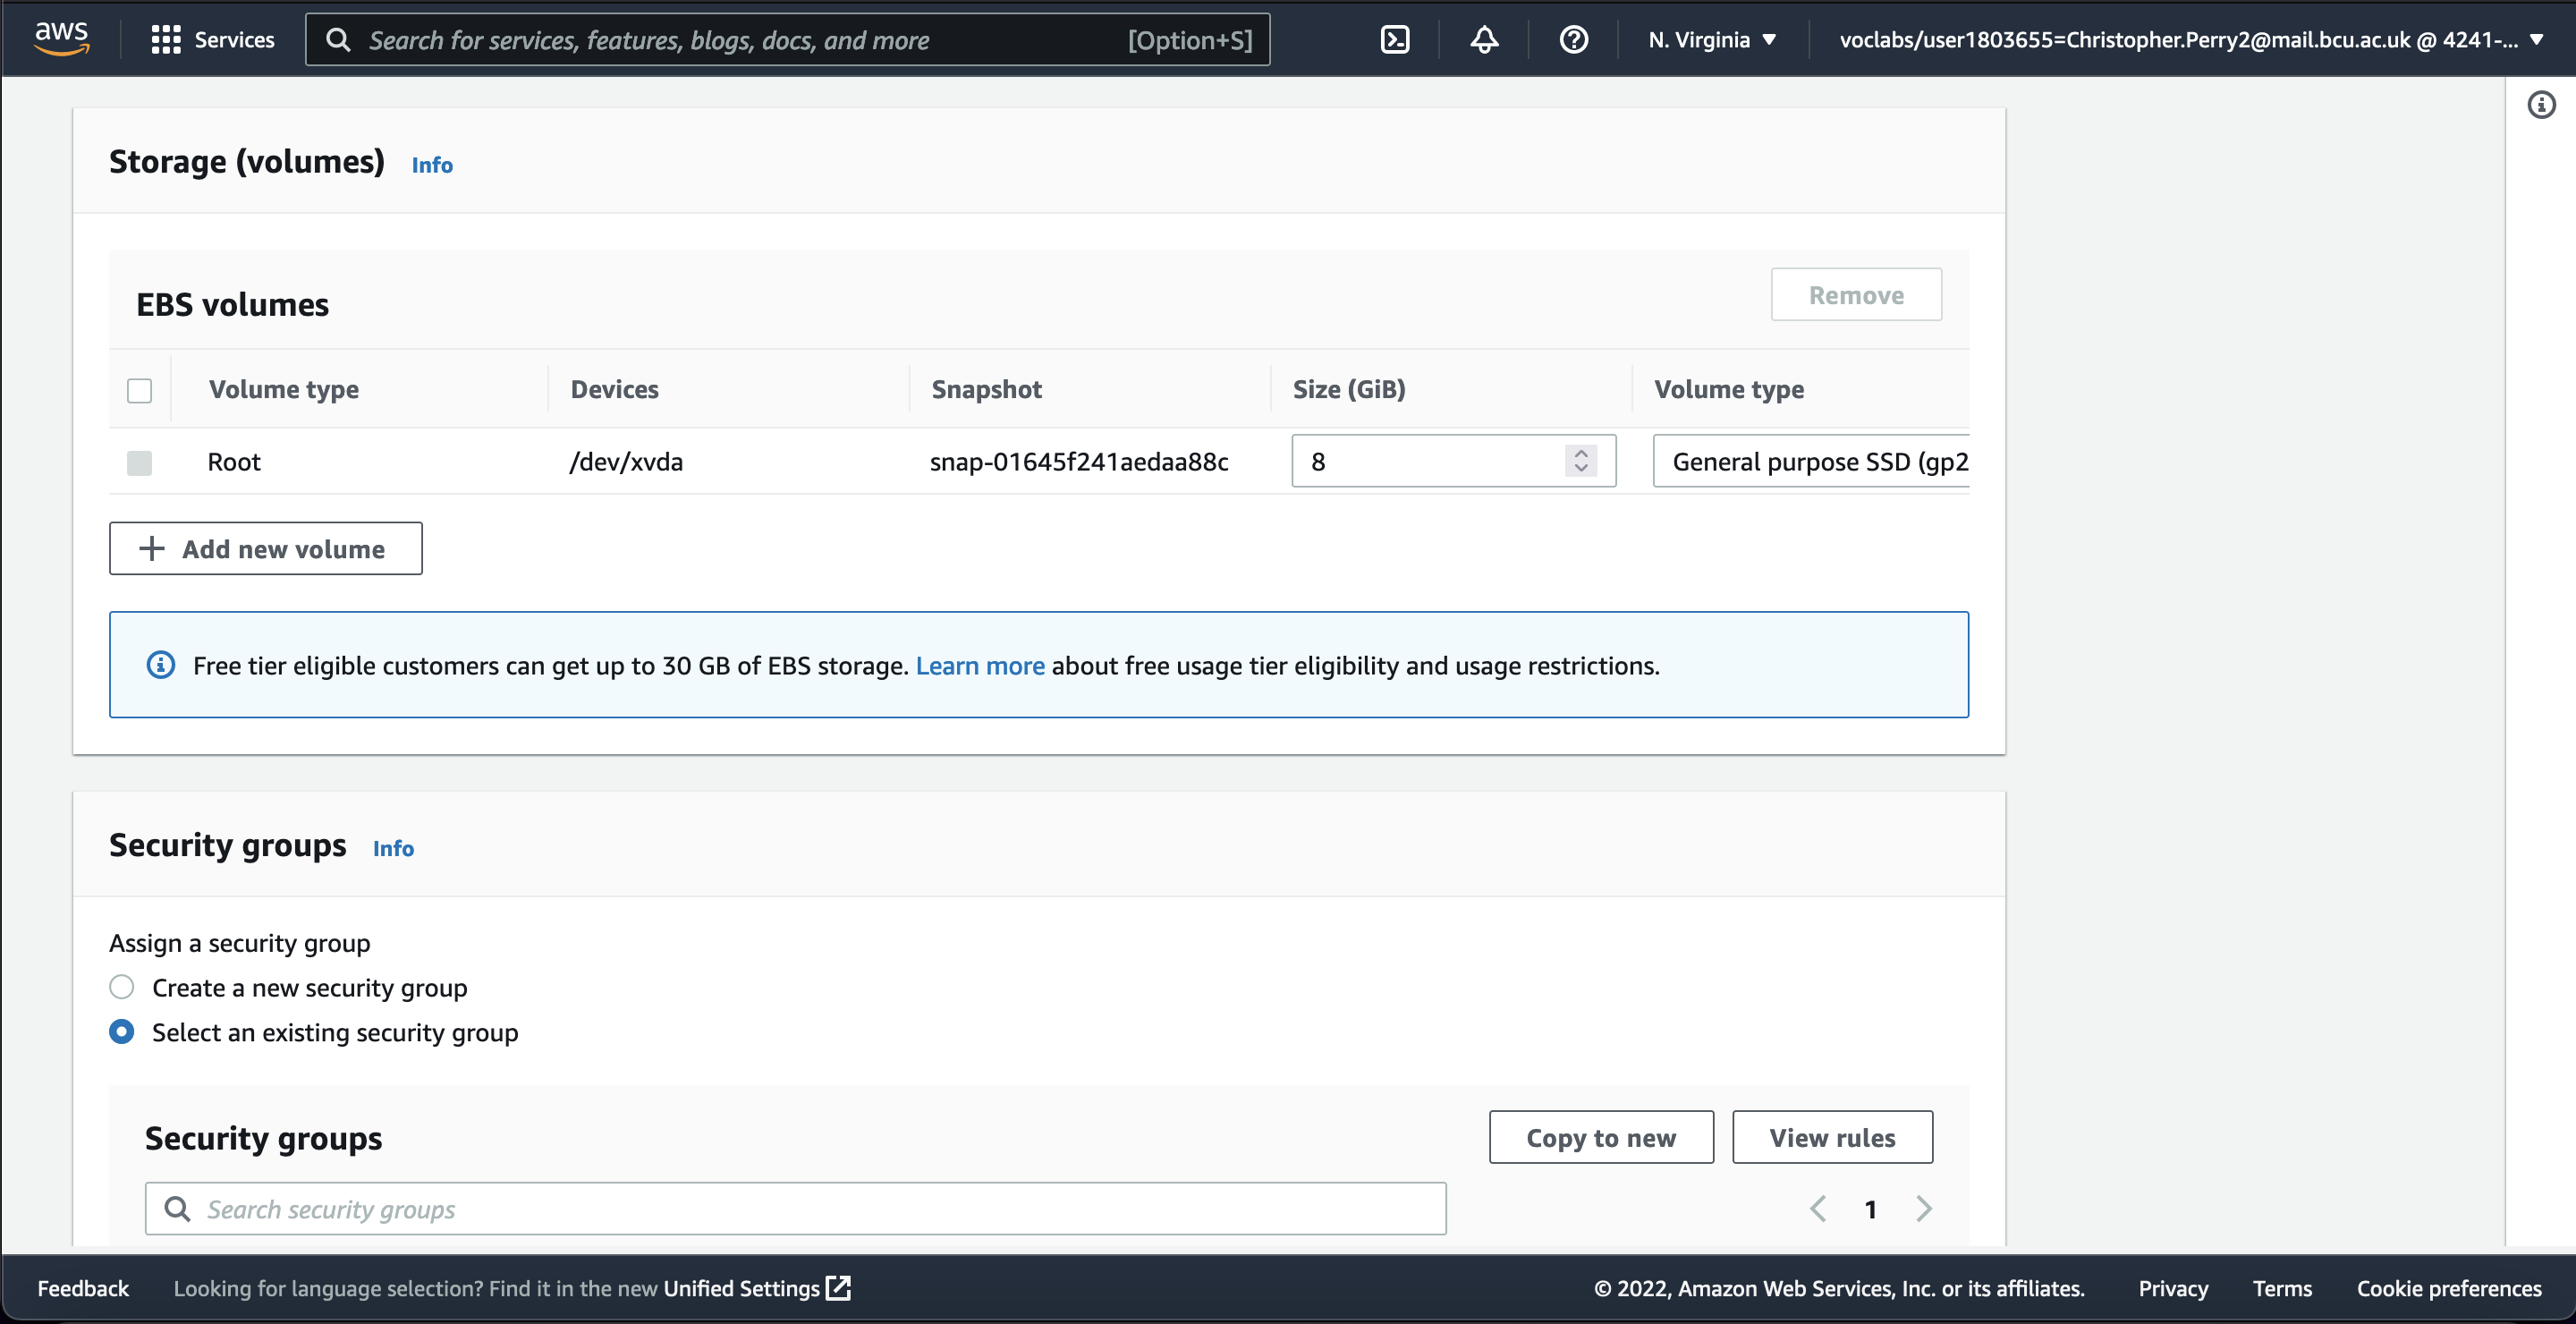 aws Services Search for services, features, blogs, docs, and more [Option+S] N. Virginia voclabs/user1803655=Christopher.Perry2@mail.bcu.ac.uk @ 4241-...
Storage (volumes) Info
EBS volumes Remove
Volume type Devices Snapshot Size (GiB) Volume type
Root /dev/xvda snap-01645f241aedaa88c 8 General purpose SSD (gp2
Add new volume
Free tier eligible customers can get up to 30 GB of EBS storage. Learn more about free usage tier eligibility and usage restrictions.
Security groups Info
Assign a security group
Create a new security group
Select an existing security group
Security groups Copy to new View rules
Search security groups 1
Feedback Looking for language selection? Find it in the new Unified Settings © 2022, Amazon Web Services, Inc. or its affiliates. Privacy Terms Cookie preferences